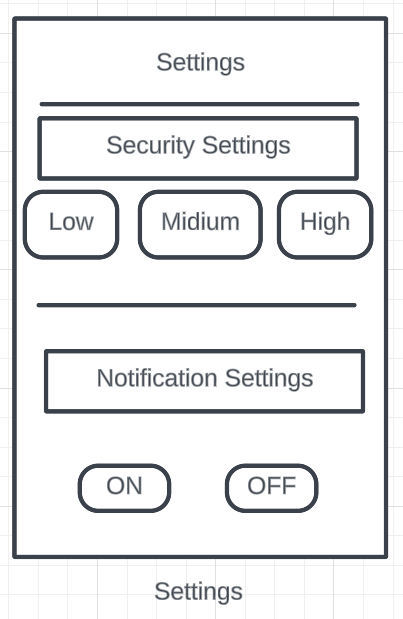 Settings
Security Settings
Low Midium High
Notification Settings
ON OFF
Settings